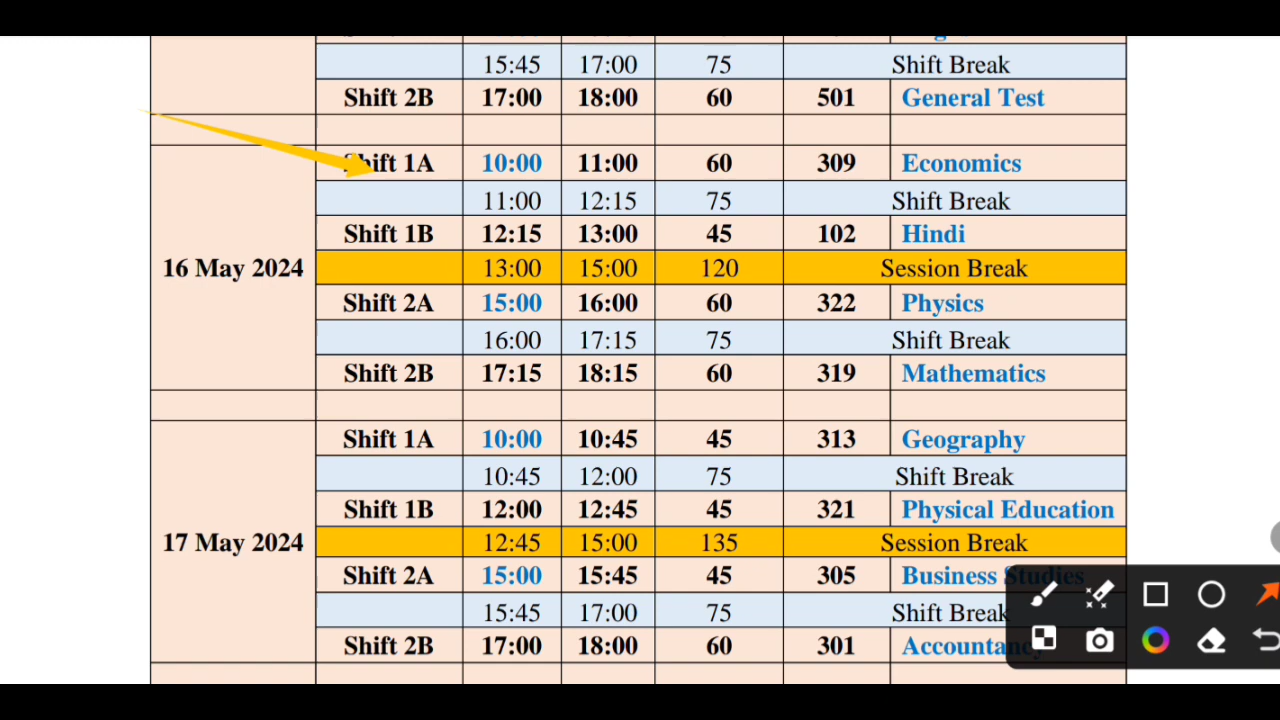 15:45 17:00 75 Shift Break
Shift 2B 17:00 18:00 60 501 General Test
Shift 1A 10:00 11:00 60 309 Economics
11:00 12:15 75 Shift Break
Shift 1B 12:15 13:00 45 102 Hindi
16 May 2024 13:00 15:00 120 Session Break
Shift 2A 15:00 16:00 60 322 Physics
16:00 17:15 75 Shift Break
Shift 2B 17:15 18:15 60 319 Mathematics
Shift 1A 10:00 10:45 45 313 Geography
10:45 12:00 75 Shift Break
Shift 1B 12:00 12:45 45 321 Physical Education
17 May 2024 12:45 15:00 135 Session Break
Shift 2A 15:00 15:45 45 305 Business Studies
15:45 17:00 75 Shift Break
Shift 2B 17:00 18:00 60 301 Accountancy